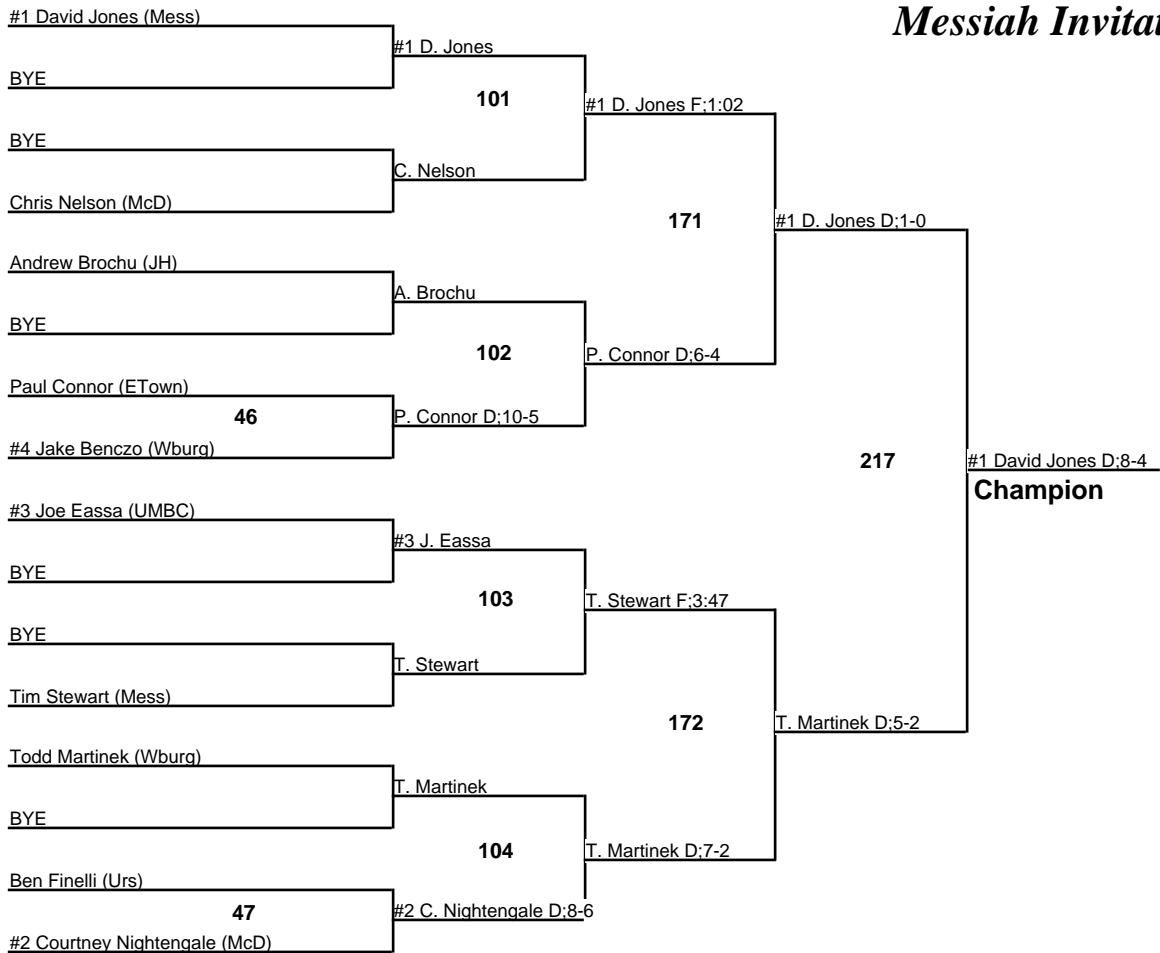 Messiah Invitat
#1 David Jones (Mess)
#1 D. Jones
BYE
101
#1 D. Jones F;1:02
BYE
C. Nelson
Chris Nelson (McD)
171
#1 D. Jones D;1-0
Andrew Brochu (JH)
A. Brochu
BYE
102
P. Connor D;6-4
Paul Connor (ETown)
46
P. Connor D;10-5
#4 Jake Benczo (Wburg)
217
#1 David Jones D;8-4
Champion
#3 Joe Eassa (UMBC)
#3 J. Eassa
BYE
103
T. Stewart F;3:47
BYE
T. Stewart
Tim Stewart (Mess)
172
T. Martinek D;5-2
Todd Martinek (Wburg)
T. Martinek
BYE
104
T. Martinek D;7-2
Ben Finelli (Urs)
47
#2 C. Nightengale D;8-6
#2 Courtney Nightengale (McD)